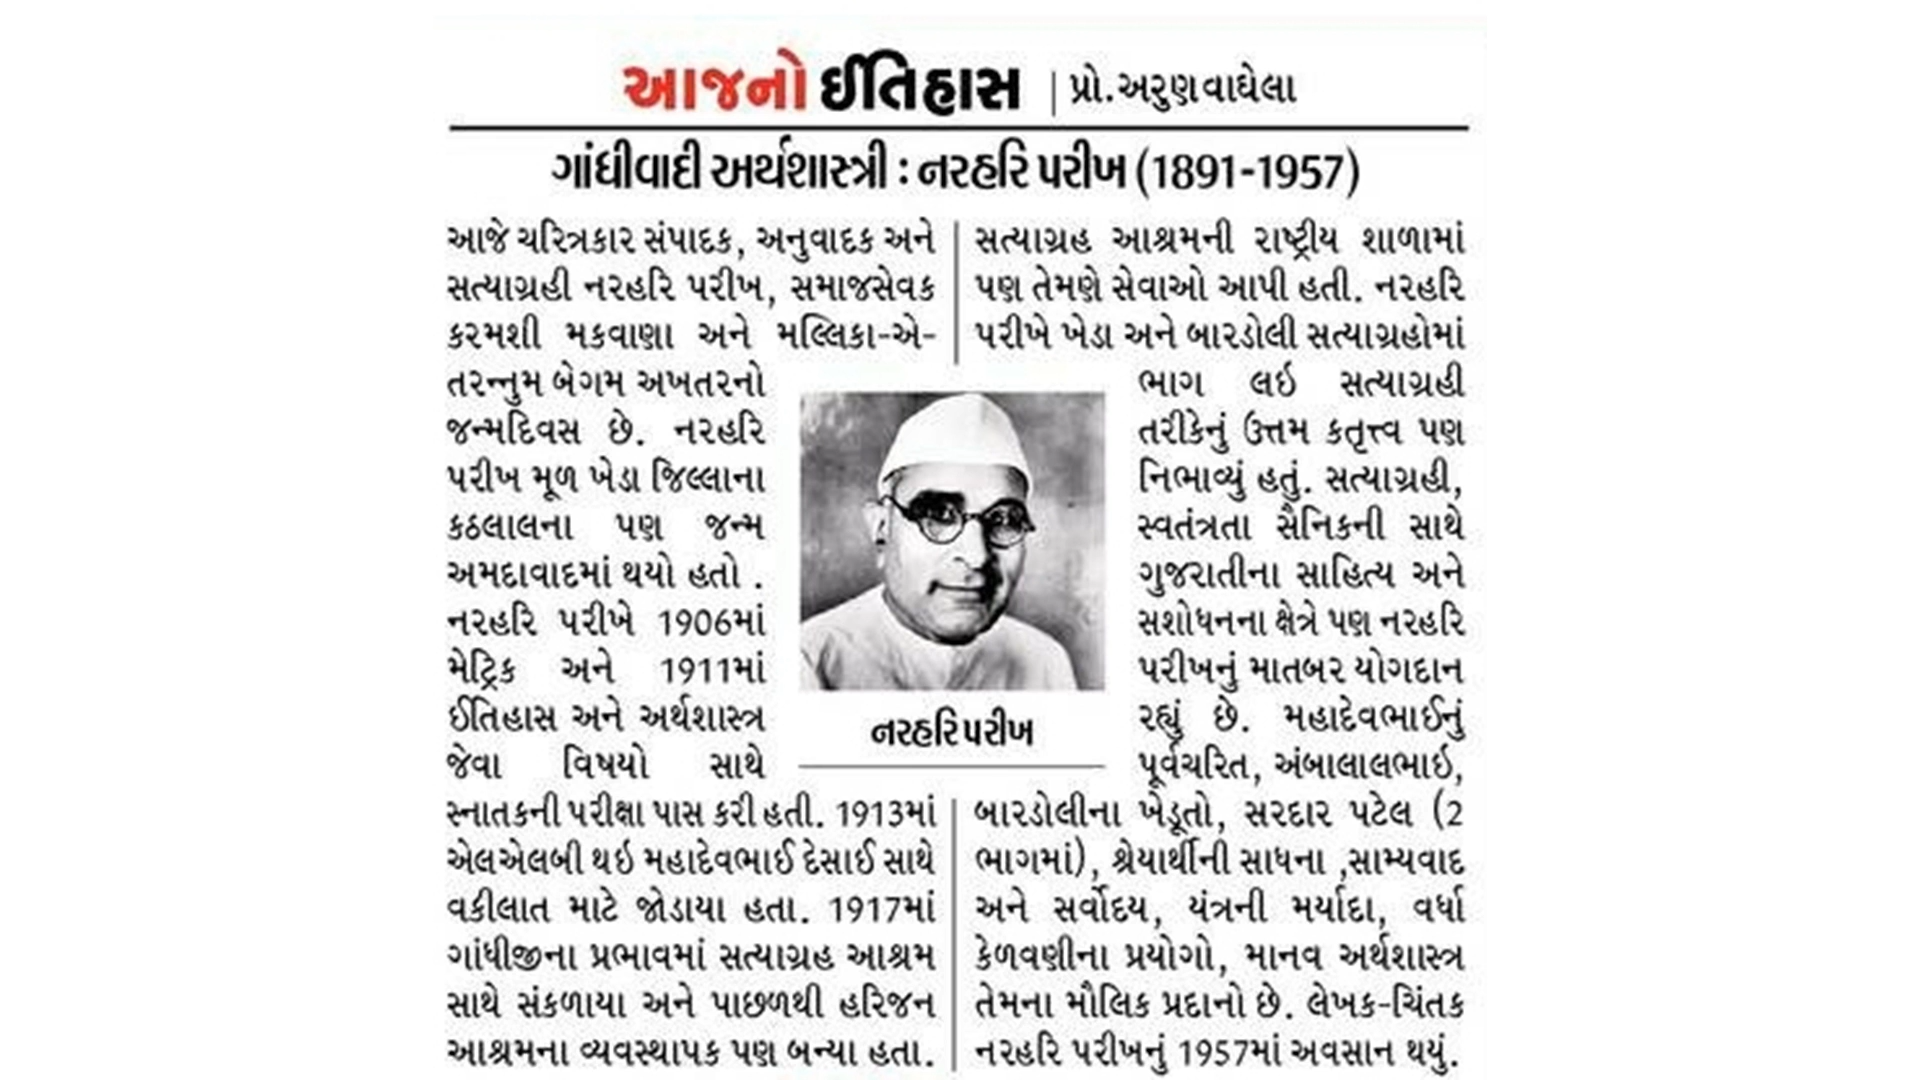 આજનો ઈતિહાસ | પ્રો.અરુણ વાઘેલા
ગાંધીવાદી અર્થશાસ્ત્રી : નરહરિ પરીખ (1891-1957)
આજે ચરિત્રકાર સંપાદક, અનુવાદક અને
સત્યાગ્રહી નરહરિ પરીખ, સમાજસેવક
કરમશી મકવાણા અને મલ્લિકા-એ-
તરન્નુમ બેગમ અખતરનો
જન્મદિવસ છે. નરહરિ
પરીખ મૂળ ખેડા જિલ્લાના
કઠલાલના પણ જન્મ
અમદાવાદમાં થયો હતો .
નરહરિ પરીખે 1906માં
મેટ્રિક અને 1911માં
ઈતિહાસ અને અર્થશાસ્ત્ર
જેવા વિષયો સાથે
સ્નાતકની પરીક્ષા પાસ કરી હતી. 1913માં
એલએલબી થઇ મહાદેવભાઈ દેસાઈ સાથે
વકીલાત માટે જોડાયા હતા. 1917માં
ગાંધીજીના પ્રભાવમાં સત્યાગ્રહ આશ્રમ
સાથે સંકળાયા અને પાછળથી હરિજન
આશ્રમના વ્યવસ્થાપક પણ બન્યા હતા.
સત્યાગ્રહ આશ્રમની રાષ્ટ્રીય શાળામાં
પણ તેમણે સેવાઓ આપી હતી. નરહરિ
પરીખે ખેડા અને બારડોલી સત્યાગ્રહોમાં
ભાગ લઇ સત્યાગ્રહી
તરીકેનું ઉત્તમ કતૃત્ત્વ પણ
નિભાવ્યું હતું. સત્યાગ્રહી,
સ્વતંત્રતા સૈનિકની સાથે
ગુજરાતીના સાહિત્ય અને
સશોધનના ક્ષેત્રે પણ નરહરિ
પરીખનું માતબર યોગદાન
રહ્યું છે. મહાદેવભાઈનું
પૂર્વચરિત, અંબાલાલભાઇ,
બારડોલીના ખેડૂતો, સરદાર પટેલ (2
ભાગમાં), શ્રેયાર્થીની સાધના ,સામ્યવાદ
અને સર્વોદય, યંત્રની મર્યાદા, વર્ધા
કેળવણીના પ્રયોગો, માનવ અર્થશાસ્ત્ર
તેમના મૌલિક પ્રદાનો છે. લેખક-ચિંતક
નરહરિ પરીખનું 1957માં અવસાન થયું.
નરહરિ પરીખ